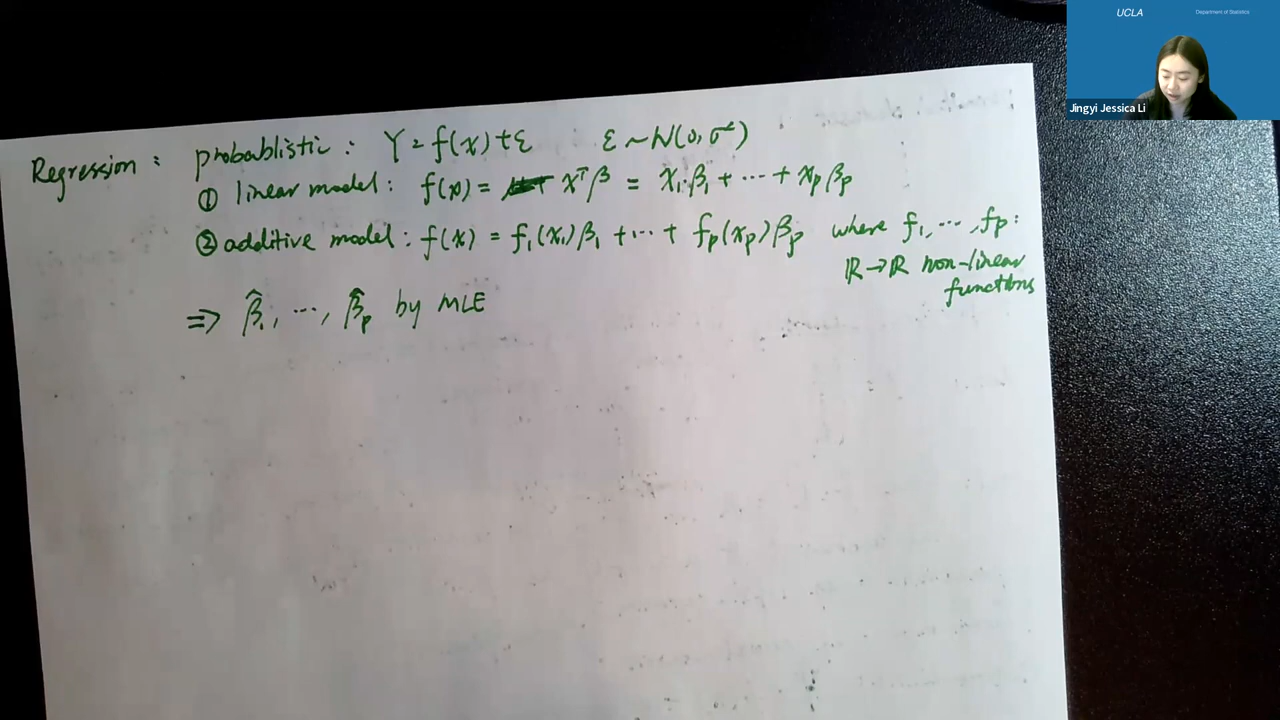 UCLA Department of Statistics
Jingyi Jessica Li
Regression: probablistic: Y = f(x) + ε ε ~ N(0, σ²)
① linear model: f(x) = xᵀβ = x₁β₁ + ⋯ + xₚβₚ
② additive model: f(x) = f₁(x₁)β₁ + ⋯ + fₚ(xₚ)βₚ where f₁, ⋯, fₚ:
ℝ→ℝ non-linear
functions
⇒ β̂₁, ⋯, β̂ₚ by MLE